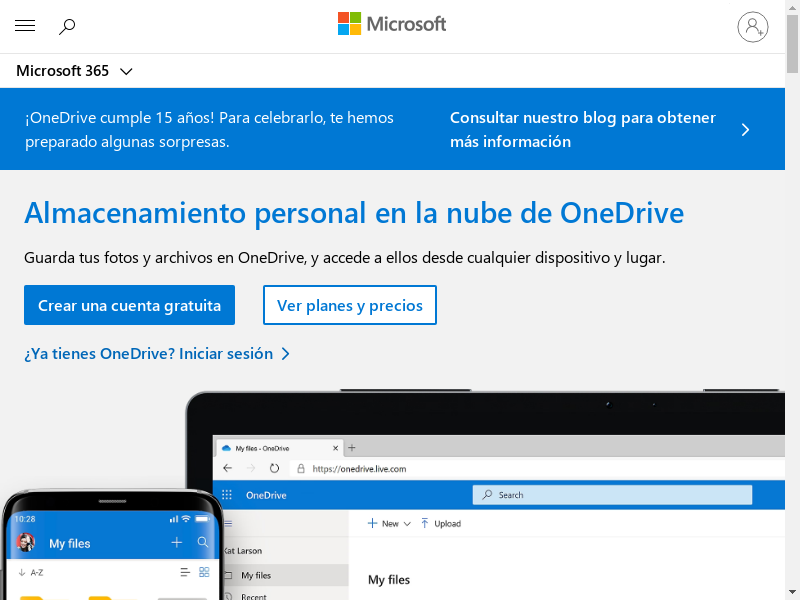 Microsoft
Microsoft 365
¡OneDrive cumple 15 años! Para celebrarlo, te hemos
preparado algunas sorpresas.
Consultar nuestro blog para obtener
más información
Almacenamiento personal en la nube de OneDrive
Guarda tus fotos y archivos en OneDrive, y accede a ellos desde cualquier dispositivo y lugar.
Crear una cuenta gratuita
Ver planes y precios
¿Ya tienes OneDrive? Iniciar sesión
My files - OneDrive
https://onedrive.live.com
OneDrive
Search
New
Upload
Kat Larson
My files
My files
Recent
10:28
My files
A-Z